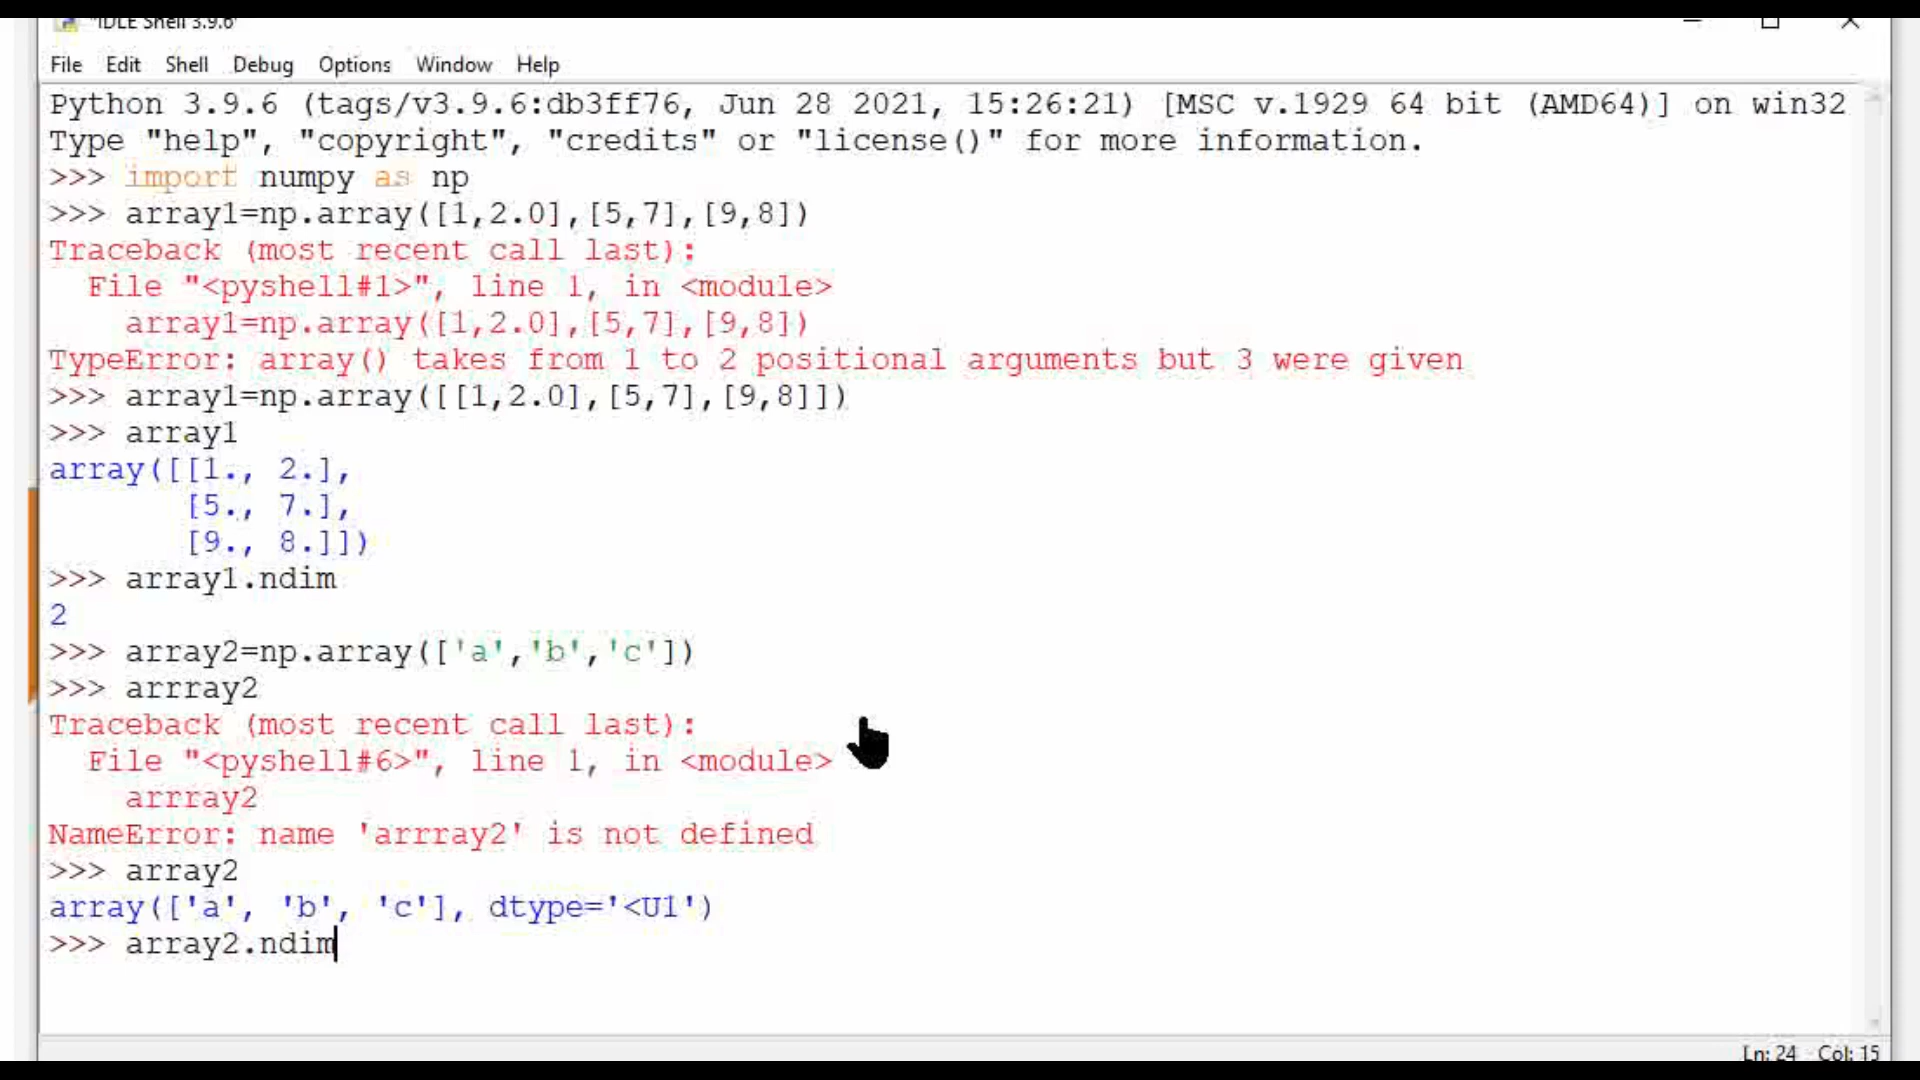 *IDLE Shell 3.9.6*
File Edit Shell Debug Options Window Help
Python 3.9.6 (tags/v3.9.6:db3ff76, Jun 28 2021, 15:26:21) [MSC v.1929 64 bit (AMD64)] on win32
Type "help", "copyright", "credits" or "license()" for more information.
>>> import numpy as np
>>> array1=np.array([1,2.0],[5,7],[9,8])
Traceback (most recent call last):
  File "<pyshell#1>", line 1, in <module>
    array1=np.array([1,2.0],[5,7],[9,8])
TypeError: array() takes from 1 to 2 positional arguments but 3 were given
>>> array1=np.array([[1,2.0],[5,7],[9,8]])
>>> array1
array([[1., 2.],
       [5., 7.],
       [9., 8.]])
>>> array1.ndim
2
>>> array2=np.array(['a','b','c'])
>>> arrray2
Traceback (most recent call last):
  File "<pyshell#6>", line 1, in <module>
    arrray2
NameError: name 'arrray2' is not defined
>>> array2
array(['a', 'b', 'c'], dtype='<U1')
>>> array2.ndim
Ln: 24 Col: 15